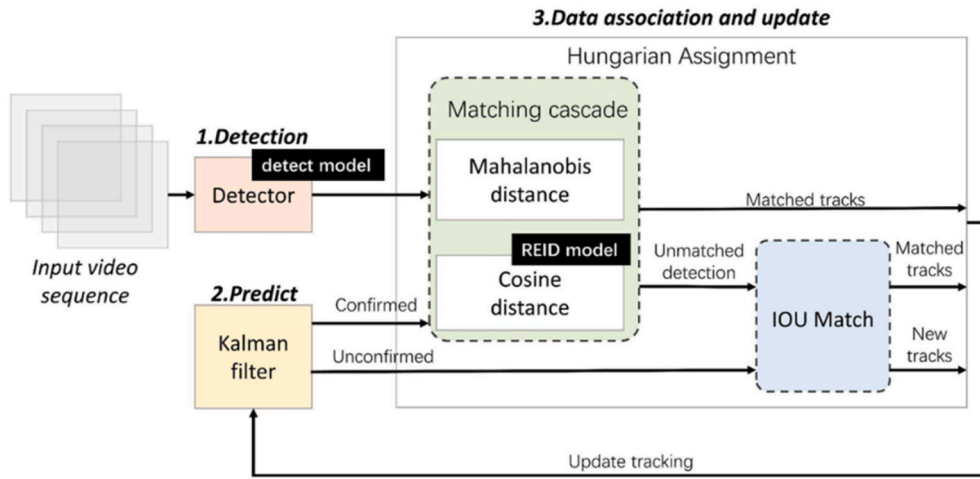 3.Data association and update
Hungarian Assignment
Matching cascade
1.Detection
detect model
Detector
Mahalanobis
distance
Matched tracks
REID model
Cosine
distance
Unmatched
detection
Matched
tracks
Input video
sequence
2.Predict
Confirmed
Kalman
filter
Unconfirmed
IOU Match
New
tracks
Update tracking